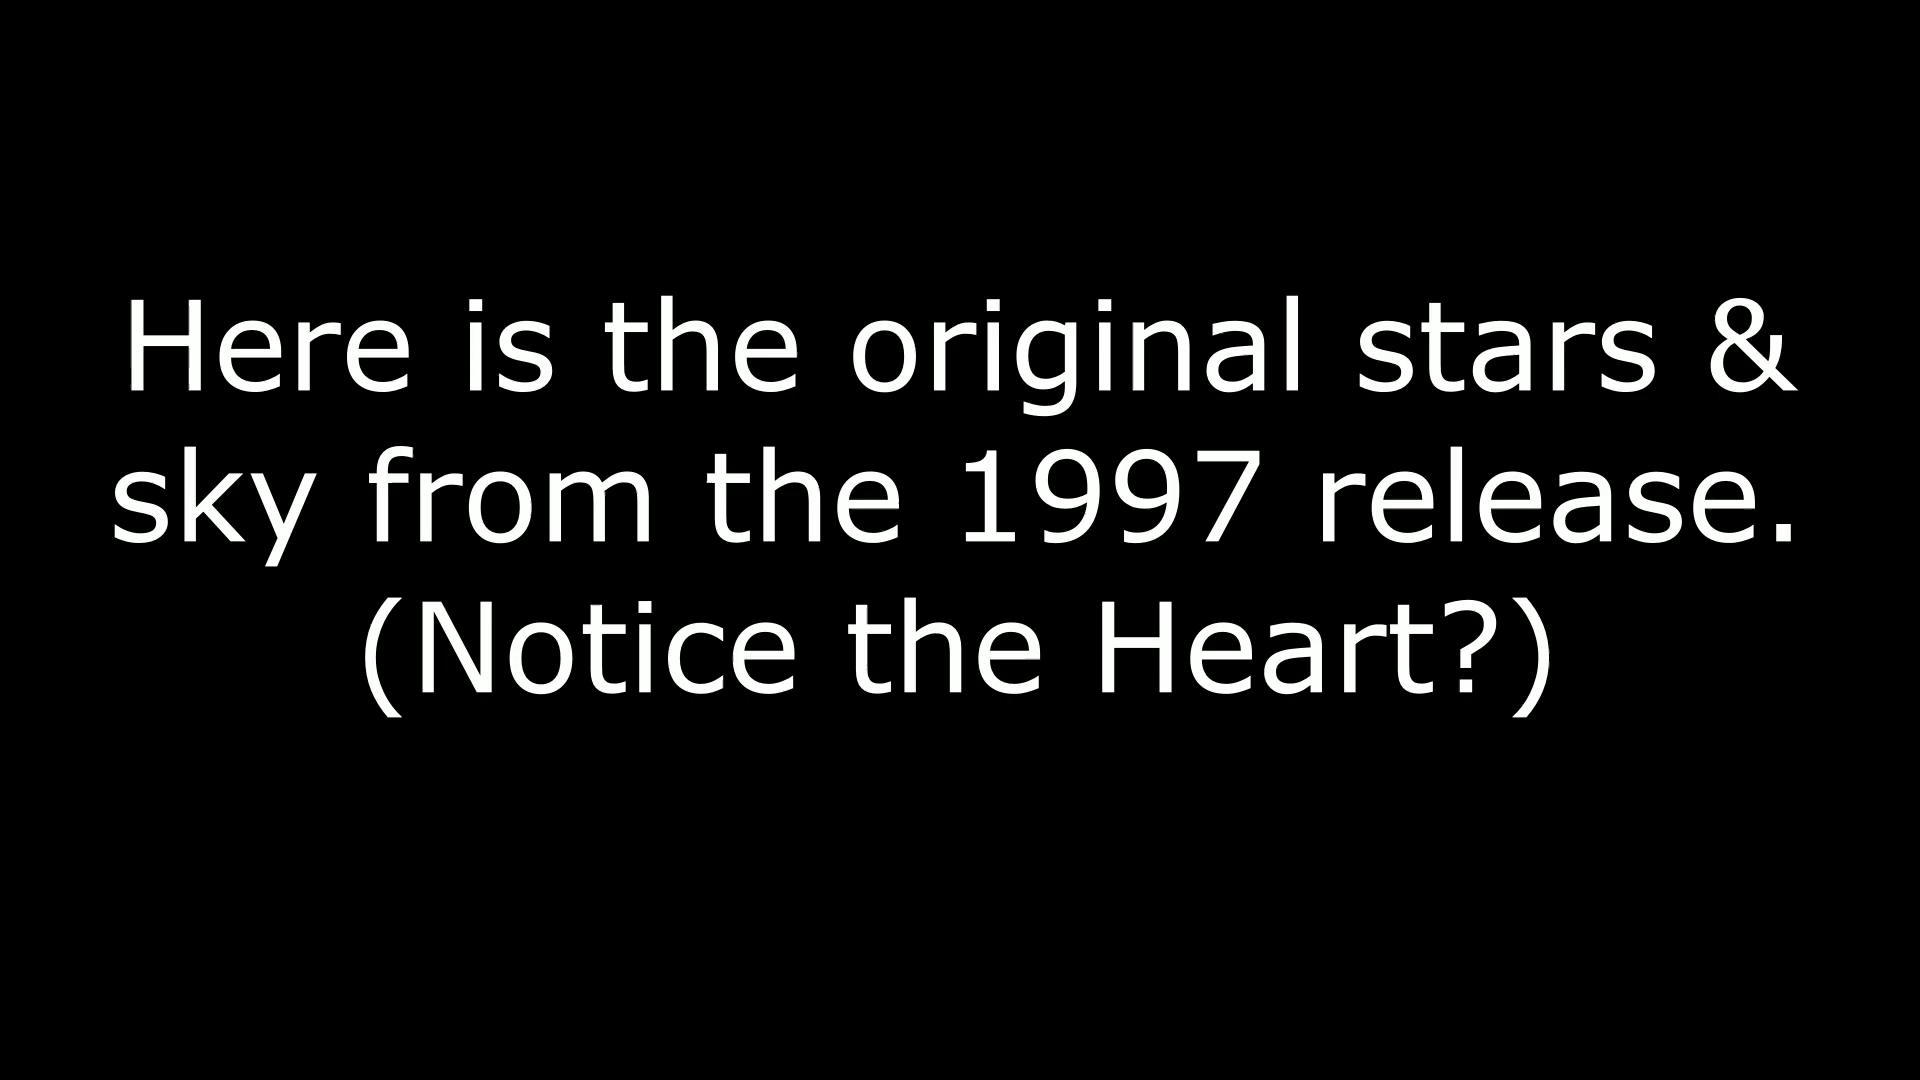 Here is the original stars &
sky from the 1997 release.
(Notice the Heart?)